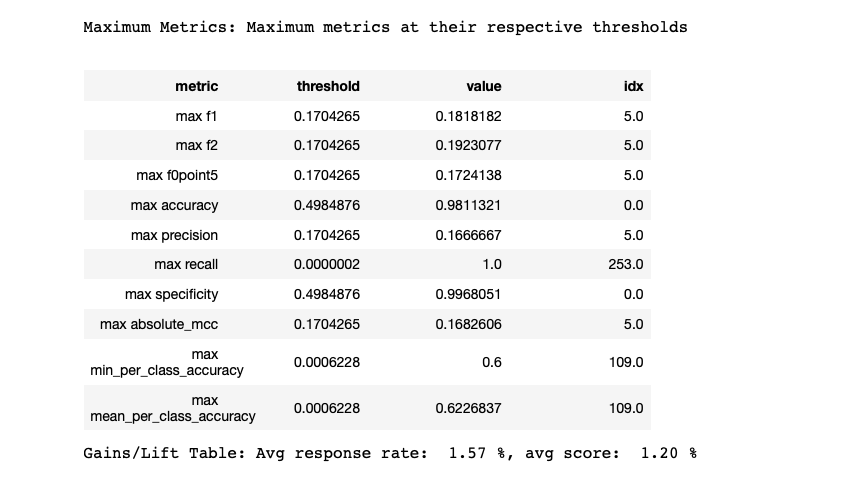 Maximum Metrics: Maximum metrics at their respective thresholds
metric threshold value idx
max f1 0.1704265 0.1818182 5.0
max f2 0.1704265 0.1923077 5.0
max f0point5 0.1704265 0.1724138 5.0
max accuracy 0.4984876 0.9811321 0.0
max precision 0.1704265 0.1666667 5.0
max recall 0.0000002 1.0 253.0
max specificity 0.4984876 0.9968051 0.0
max absolute_mcc 0.1704265 0.1682606 5.0
max
min_per_class_accuracy 0.0006228 0.6 109.0
max
mean_per_class_accuracy 0.0006228 0.6226837 109.0
Gains/Lift Table: Avg response rate:  1.57 %, avg score:  1.20 %